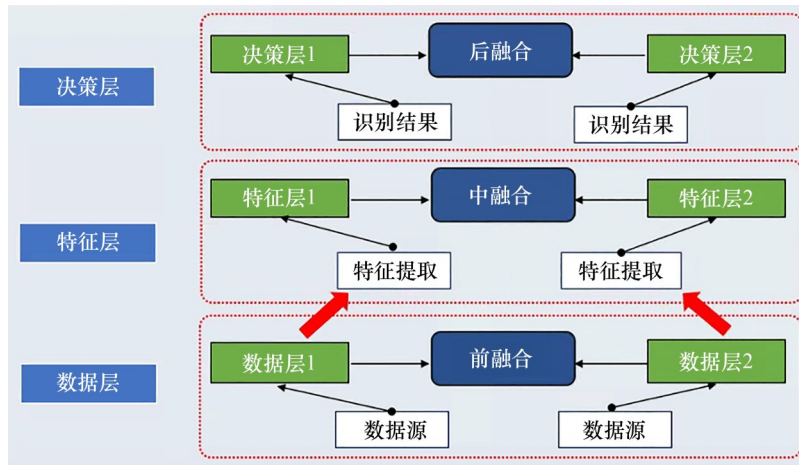 决策层
决策层1
后融合
决策层2
识别结果
识别结果
特征层
特征层1
中融合
特征层2
特征提取
特征提取
数据层
数据层1
前融合
数据层2
数据源
数据源